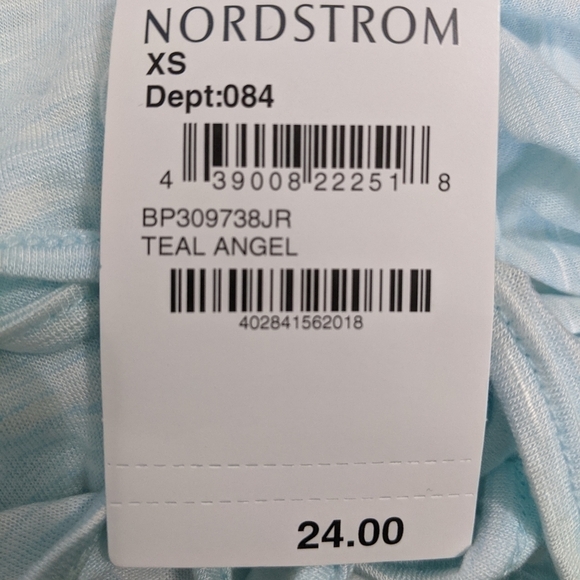 NORDSTROM
XS
Dept:084
4 39008 22251 8
BP309738JR
TEAL ANGEL
402841562018
24.00